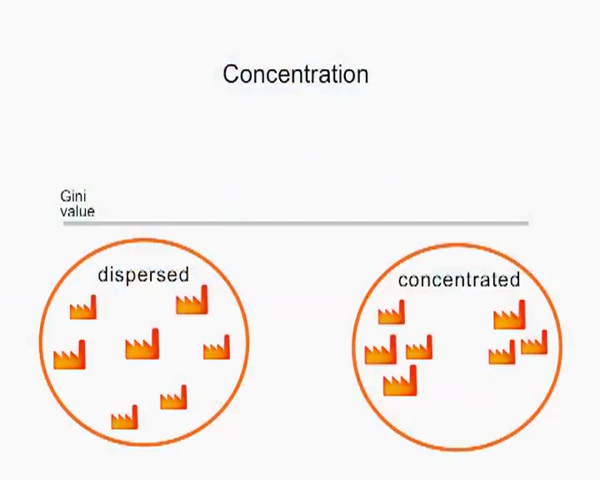 Concentration
Gini
value
dispersed
concentrated